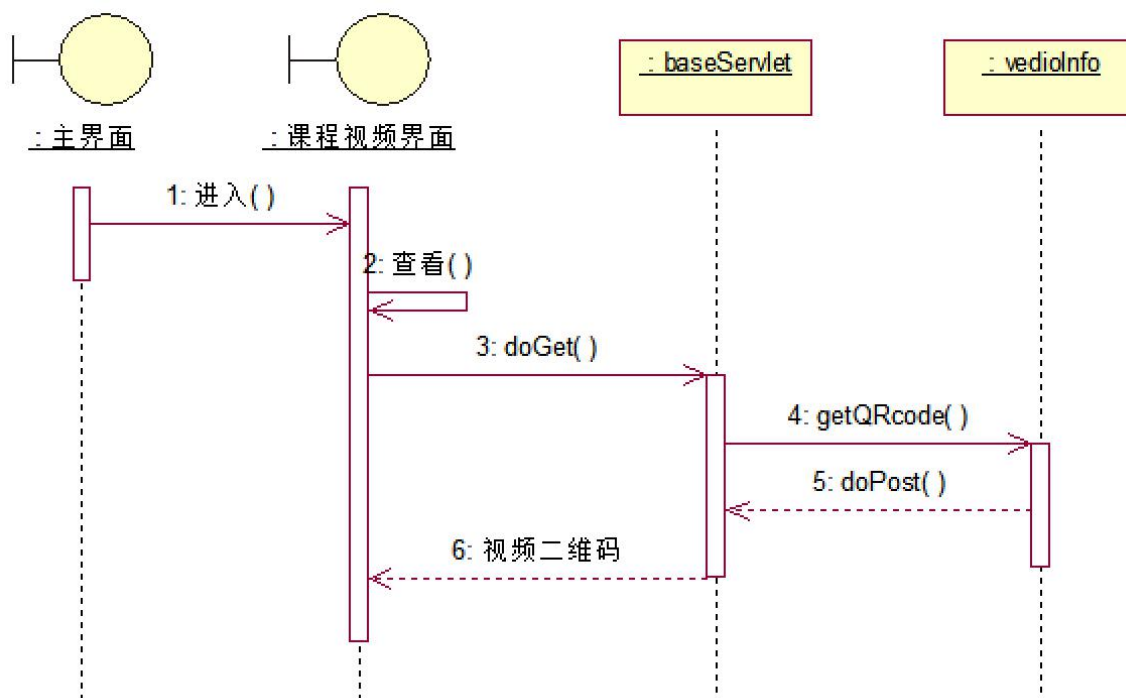 : baseServlet
: vedioInfo
: 主界面
: 课程视频界面
1: 进入( )
2: 查看( )
3: doGet( )
4: getQRcode( )
5: doPost( )
6: 视频二维码